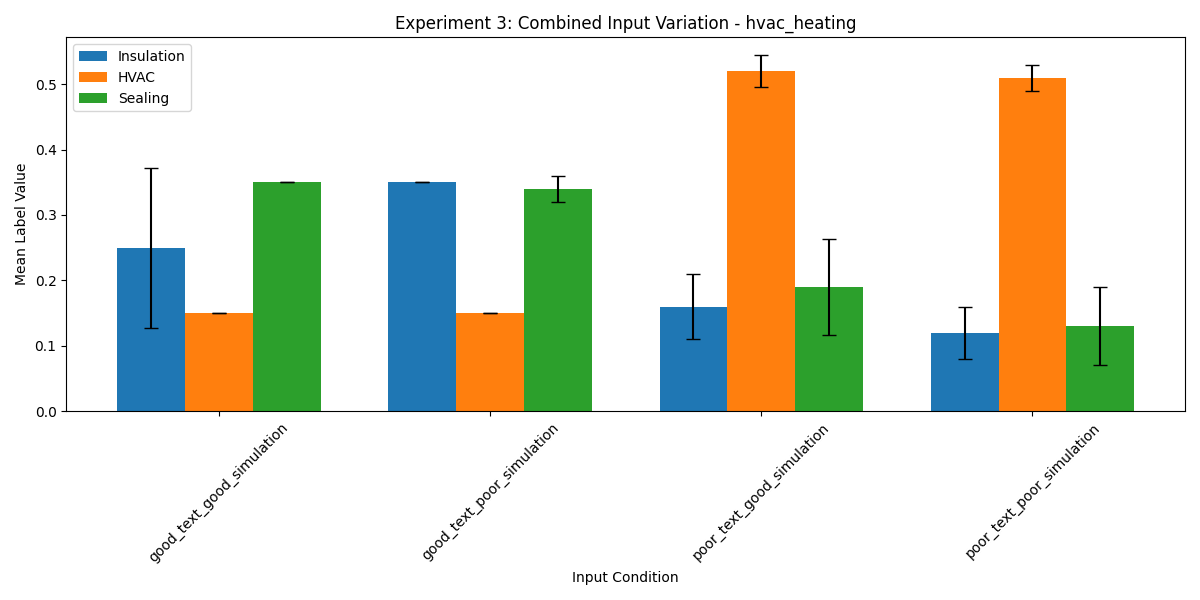 Experiment 3: Combined Input Variation - hvac_heating
Insulation
HVAC
Sealing
Mean Label Value
0.5
0.4
0.3
0.2
0.1
0.0
good_text_good_simulation
good_text_poor_simulation
poor_text_good_simulation
poor_text_poor_simulation
Input Condition